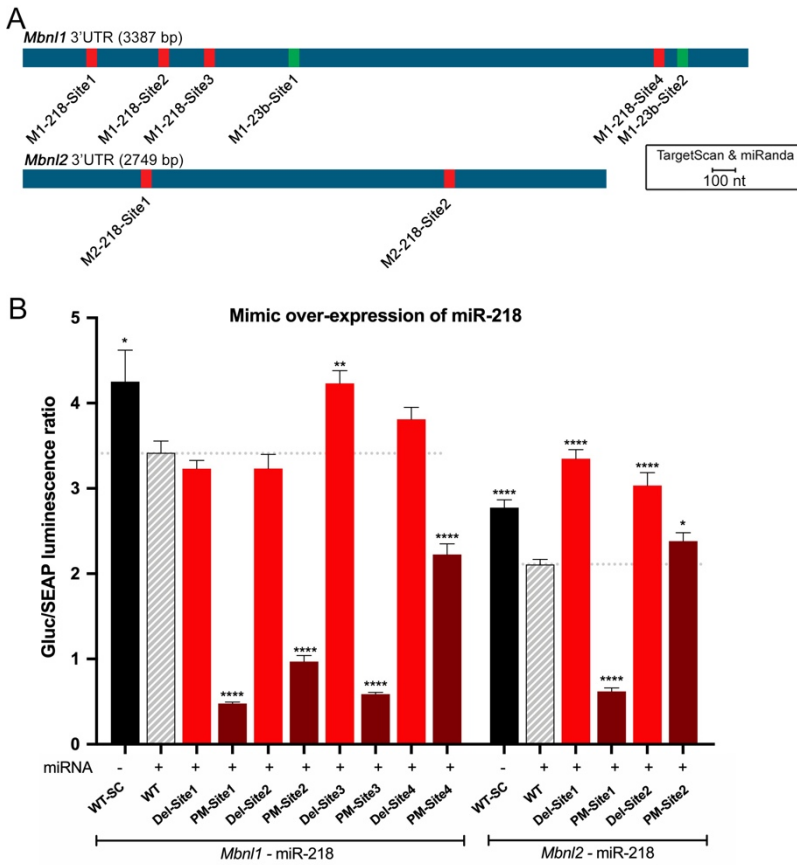 A
Mbnl1 3’UTR (3387 bp)
M1-218-Site1
M1-218-Site2
M1-218-Site3
M1-23b-Site1
M1-218-Site4
M1-23b-Site2
Mbnl2 3’UTR (2749 bp)
M2-218-Site1
M2-218-Site2
TargetScan & miRanda
100 nt
B
Mimic over-expression of miR-218
Gluc/SEAP luminescence ratio
5
4
3
2
1
0
*
**
****
****
****
****
****
****
****
****
*
miRNA - + + + + + + + + + - + + + + +
WT-SC
WT
Del-Site1
PM-Site1
Del-Site2
PM-Site2
Del-Site3
PM-Site3
Del-Site4
PM-Site4
WT-SC
WT
Del-Site1
PM-Site1
Del-Site2
PM-Site2
Mbnl1 - miR-218
Mbnl2 - miR-218